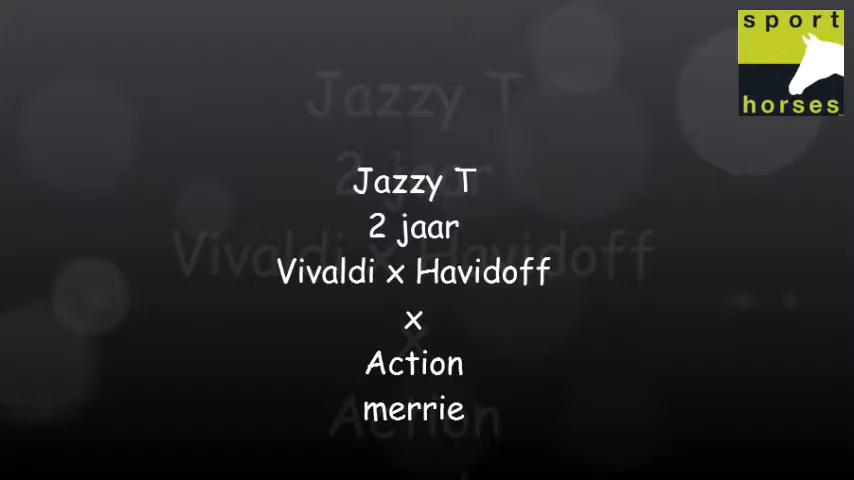 sport
horses
Jazzy T
2 jaar
Vivaldi x Havidoff
x
Action
merrie